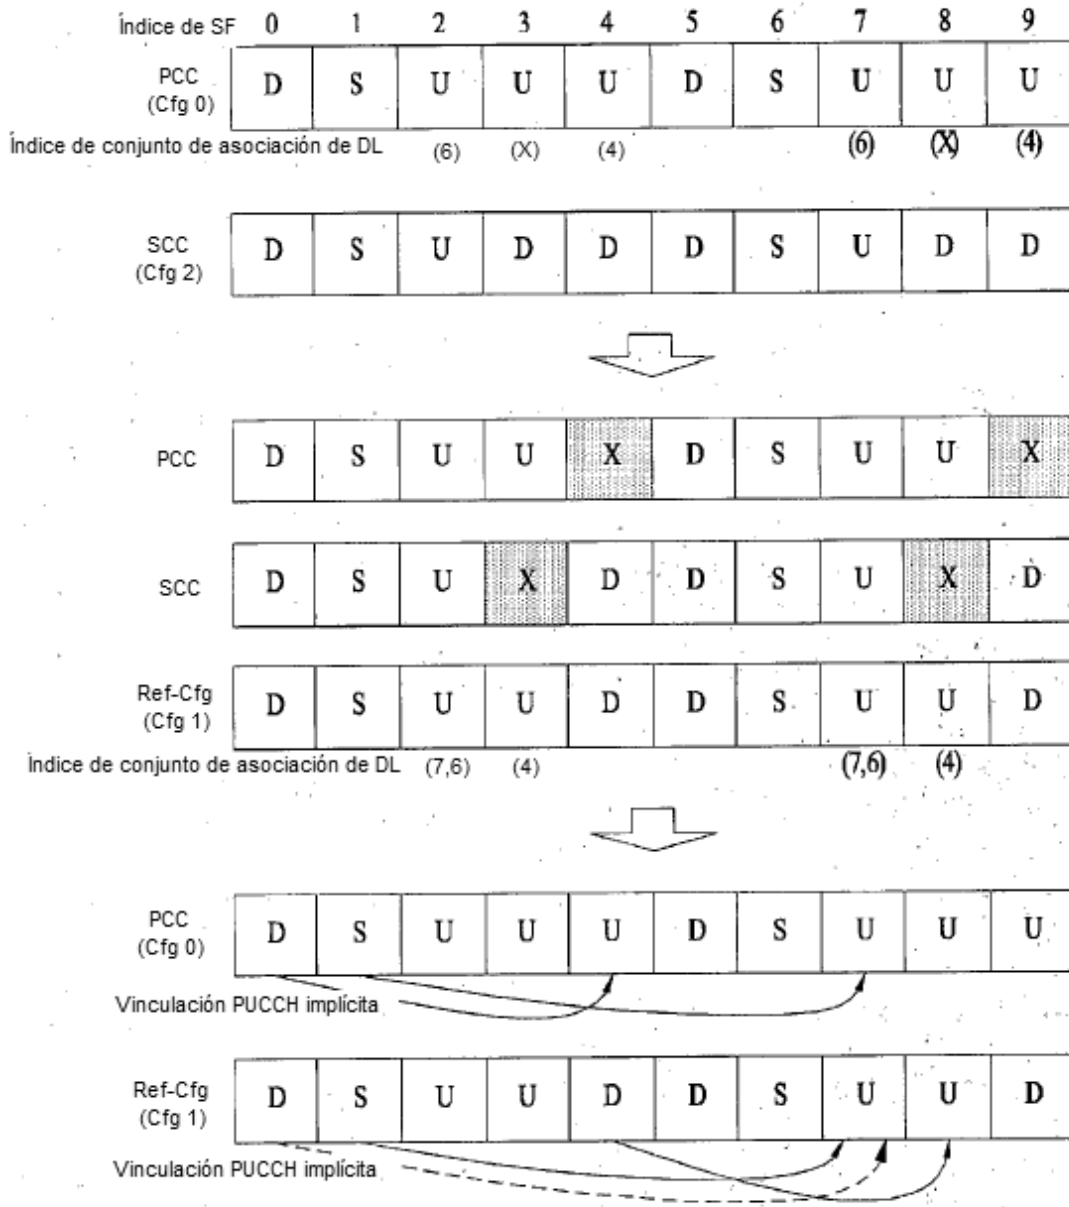 Índice de SF 0 1 2 3 4 5 6 7 8 9
PCC (Cfg 0) D S U U U D S U U U
Índice de conjunto de asociación de DL (6) (X) (4) (6) (X) (4)
SCC (Cfg 2) D S U D D D S U D D
PCC D S U U X D S U U X
SCC D S U X D D S U X D
Ref-Cfg (Cfg 1) D S U U D D S U U D
Índice de conjunto de asociación de DL (7,6) (4) (7,6) (4)
PCC (Cfg 0) D S U U U D S U U U
Vinculación PUCCH implícita
Ref-Cfg (Cfg 1) D S U U D D S U U D
Vinculación PUCCH implícita